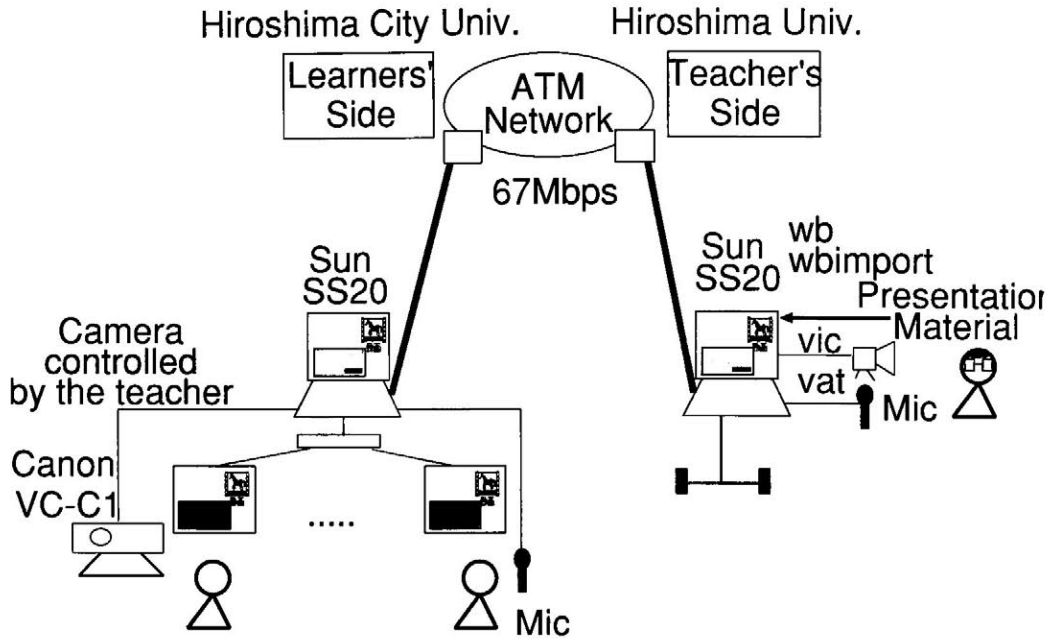 Hiroshima City Univ.
Hiroshima Univ.
Learners'
Side
ATM
Network
Teacher's
Side
67Mbps
Sun
SS20
Sun
SS20
wb
wbimport
Presentation
Material
vic
vat
Mic
Camera
controlled
by the teacher
Canon
VC-C1
.....
Mic